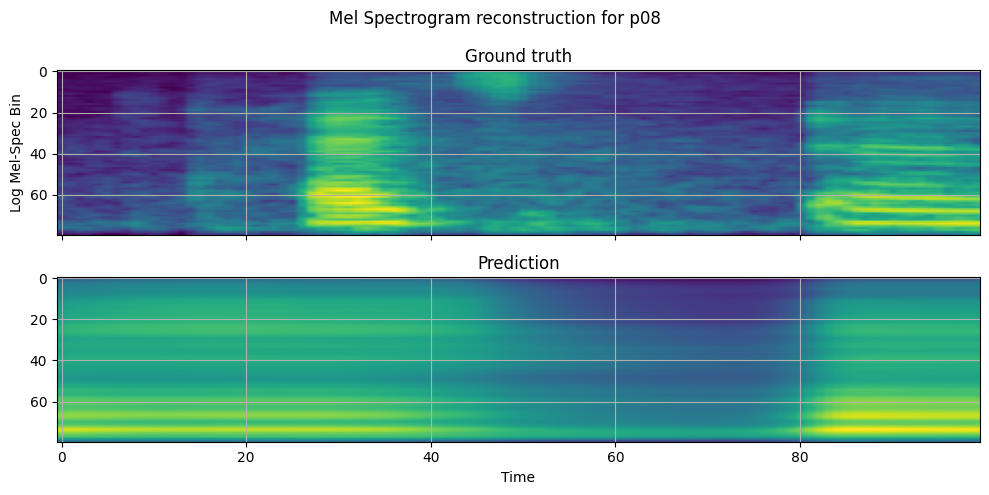 Mel Spectrogram reconstruction for p08
Ground truth
Log Mel-Spec Bin
0
20
40
60
Prediction
0
20
40
60
0 20 40 60 80
Time